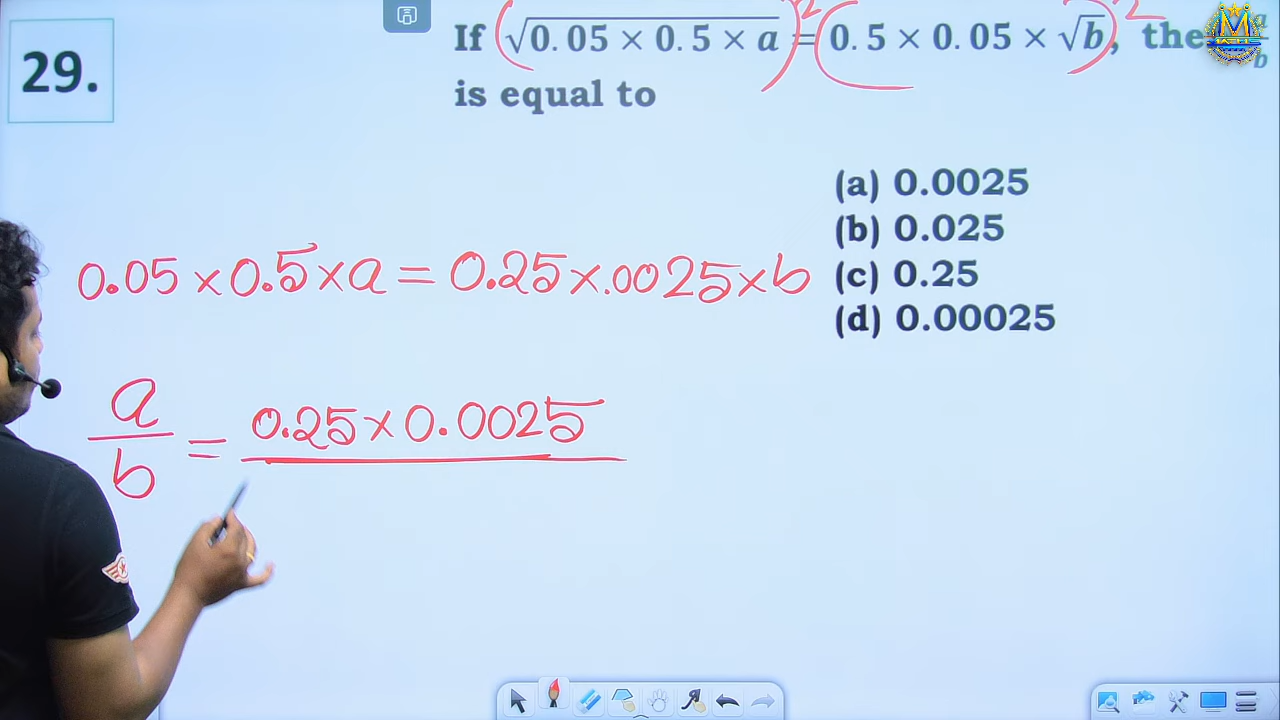 29.
If (√0.05 × 0.5 × a)² = (0.5 × 0.05 × √b)², the a/b
is equal to
(a) 0.0025
(b) 0.025
(c) 0.25
(d) 0.00025
0.05 × 0.5 × a = 0.25 × .0025 × b
a/b = 0.25 × 0.0025
M